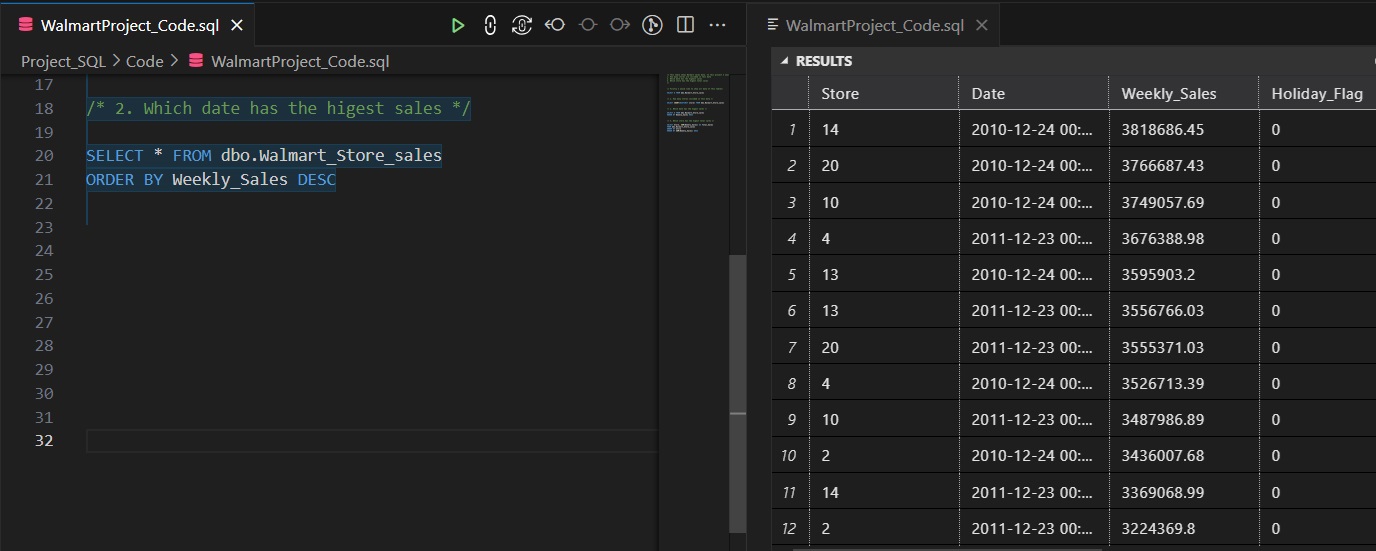 WalmartProject_Code.sql
Project_SQL > Code > WalmartProject_Code.sql
17
18 /* 2. Which date has the higest sales */
19
20 SELECT * FROM dbo.Walmart_Store_sales
21 ORDER BY Weekly_Sales DESC
22
23
24
25
26
27
28
29
30
31
32
WalmartProject_Code.sql
RESULTS
Store Date Weekly_Sales Holiday_Flag
1 14 2010-12-24 00:... 3818686.45 0
2 20 2010-12-24 00:... 3766687.43 0
3 10 2010-12-24 00:... 3749057.69 0
4 4 2011-12-23 00:... 3676388.98 0
5 13 2010-12-24 00:... 3595903.2 0
6 13 2011-12-23 00:... 3556766.03 0
7 20 2011-12-23 00:... 3555371.03 0
8 4 2010-12-24 00:... 3526713.39 0
9 10 2011-12-23 00:... 3487986.89 0
10 2 2010-12-24 00:... 3436007.68 0
11 14 2011-12-23 00:... 3369068.99 0
12 2 2011-12-23 00:... 3224369.8 0